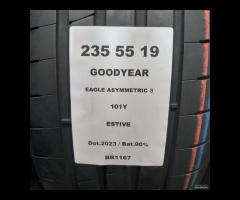 235 55 19
GOODYEAR
EAGLE ASYMMETRIC 3
101Y
ESTIVE
Dot.2023 / Bat.90%
BR1167